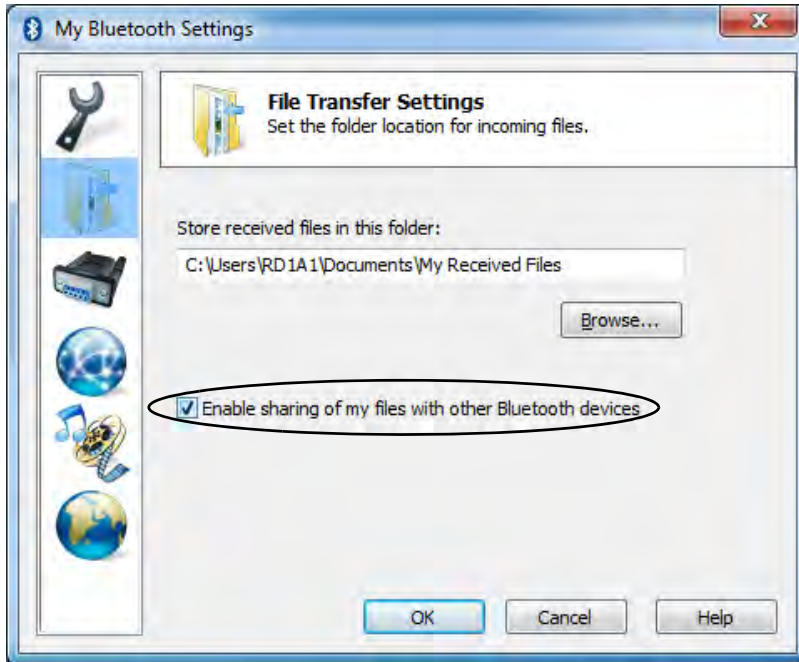 My Bluetooth Settings
File Transfer Settings
Set the folder location for incoming files.
Store received files in this folder:
C:\Users\RD1A1\Documents\My Received Files
Browse...
Enable sharing of my files with other Bluetooth devices
OK Cancel Help